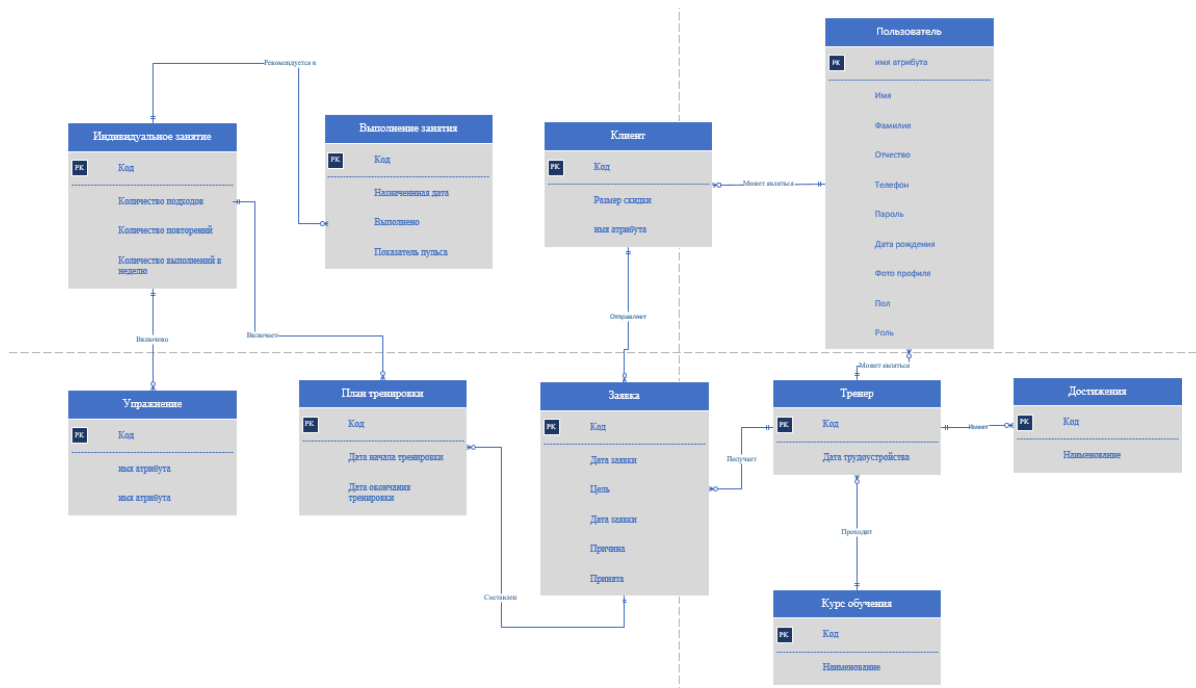 Пользователь
PK имя атрибута
Имя
Фамилия
Отчество
Телефон
Пароль
Дата рождения
Фото профиля
Пол
Роль
Рекомендуется к
Индивидуальное занятие
PK Код
Количество подходов
Количество повторений
Количество выполнений в
неделю
Выполнение занятия
PK Код
Назначенная дата
Выполнено
Показатель пульса
Клиент
PK Код
Размер скидки
имя атрибута
Может являться
Отправляет
Включено
Включает
Может являться
Упражнение
PK Код
имя атрибута
имя атрибута
План тренировки
PK Код
Дата начала тренировки
Дата окончания
тренировки
Заявка
PK Код
Дата заявки
Цель
Дата заявки
Причина
Принята
Получает
Тренер
PK Код
Дата трудоустройства
Имеет
Достижения
PK Код
Наименование
Проходит
Составлен
Курс обучения
PK Код
Наименование